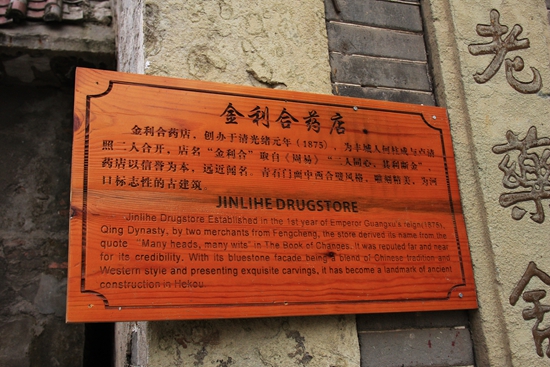 金利合药店
金利合药店，创办于清光绪元年（1875），为丰城人何桂成与卢清
照二人合开，店名“金利合”取自《周易》“二人同心，其利断金”，
药店以信誉为本，远近闻名。青石门面中西合璧风格，雕刻精美，为河
口标志性的古建筑。
JINLIHE DRUGSTORE
Jinlihe Drugstore Established in the 1st year of Emperor Guangxu's reign(1875),
Qing Dynasty, by two merchants from Fengcheng, the store derived its name from the
quote "Many heads, many wits" in The Book of Changes. It was reputed far and near
for its credibility. With its bluestone facade being a blend of Chinese tradition and
Western style and presenting exquisite carvings, it has become a landmark of ancient
construction in Hekou.
老藥舍